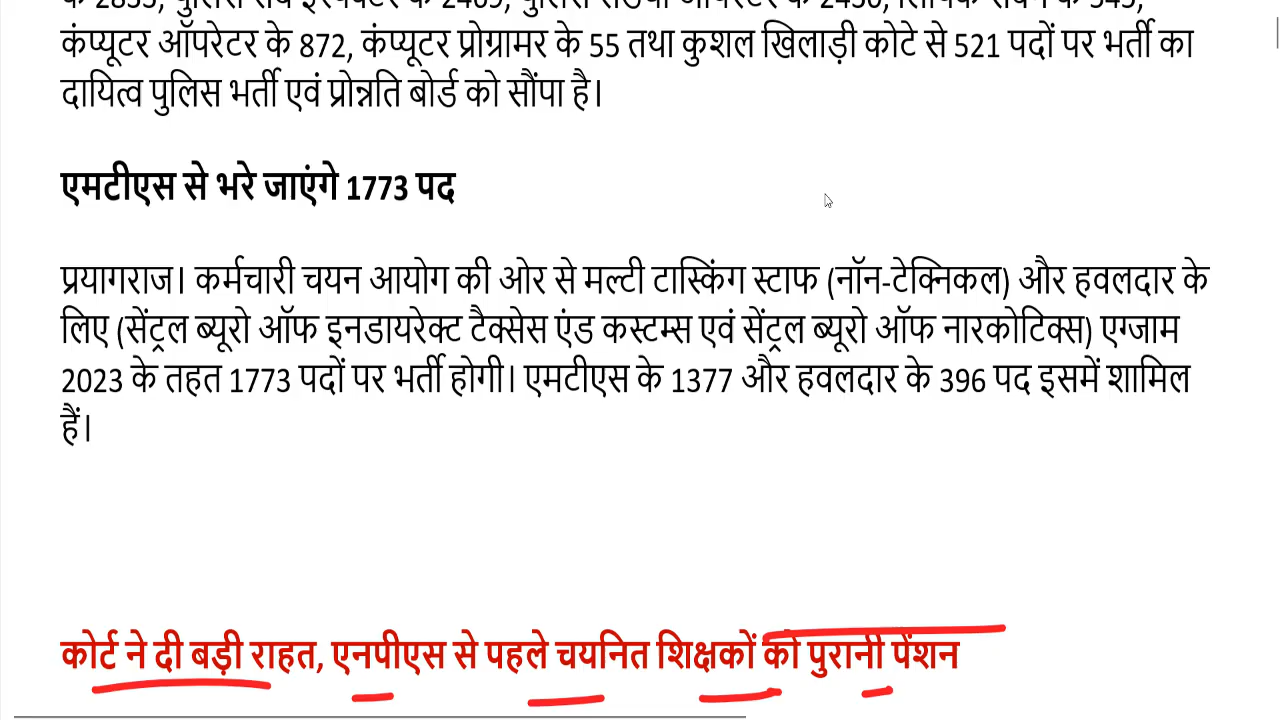 कंप्यूटर ऑपरेटर के 872, कंप्यूटर प्रोग्रामर के 55 तथा कुशल खिलाड़ी कोटे से 521 पदों पर भर्ती का
दायित्व पुलिस भर्ती एवं प्रोन्नति बोर्ड को सौंपा है।
एमटीएस से भरे जाएंगे 1773 पद
प्रयागराज। कर्मचारी चयन आयोग की ओर से मल्टी टास्किंग स्टाफ (नॉन-टेक्निकल) और हवलदार के
लिए (सेंट्रल ब्यूरो ऑफ इनडायरेक्ट टैक्सेस एंड कस्टम्स एवं सेंट्रल ब्यूरो ऑफ नारकोटिक्स) एग्जाम
2023 के तहत 1773 पदों पर भर्ती होगी। एमटीएस के 1377 और हवलदार के 396 पद इसमें शामिल
हैं।
कोर्ट ने दी बड़ी राहत, एनपीएस से पहले चयनित शिक्षकों को पुरानी पेंशन